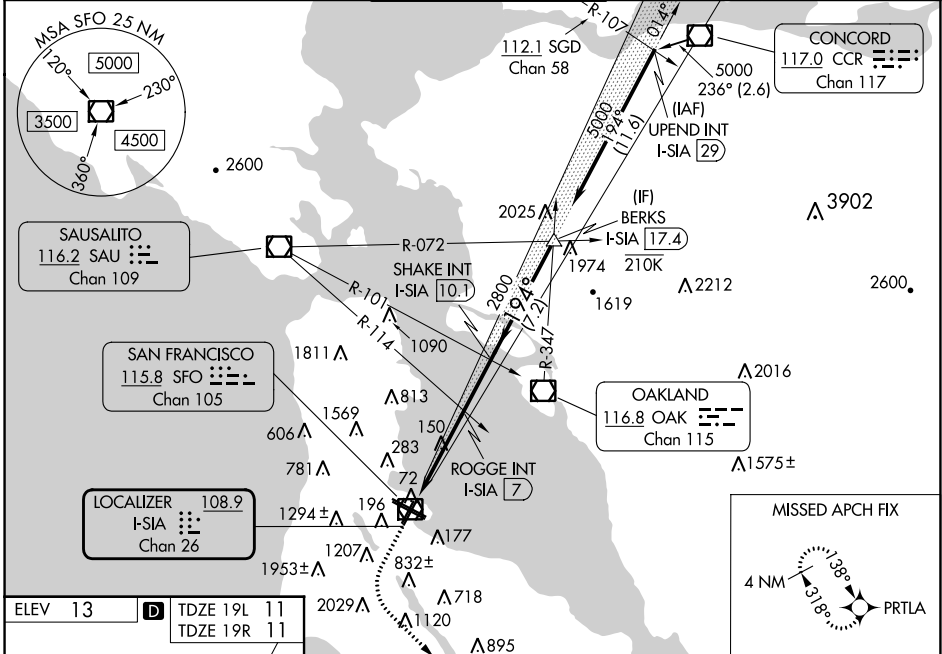 MSA SFO 25 NM
120°
5000
230°
3500
4500
360°
2600
R-107
014°
112.1 SGD
Chan 58
CONCORD
117.0 CCR
Chan 117
5000
236° (2.6)
(IAF)
UPEND INT
I-SIA 29
5000
194°
(11.6)
3902
2025
(IF)
BERKS
I-SIA 17.4
210K
1974
SAUSALITO
116.2 SAU
Chan 109
R-072
SHAKE INT
I-SIA 10.1
2800
194°
(7.2)
1619
2212
2600
R-101
R-114
1090
R-347
SAN FRANCISCO
115.8 SFO
Chan 105
1811
813
2016
OAKLAND
116.8 OAK
Chan 115
606
1569
150
283
781
72
ROGGE INT
I-SIA 7
1575±
LOCALIZER 108.9
I-SIA
Chan 26
1294±
196
177
1207
1953±
832±
718
2029
1120
895
MISSED APCH FIX
4 NM
138°
318°
PRTLA
ELEV 13
D
TDZE 19L 11
TDZE 19R 11